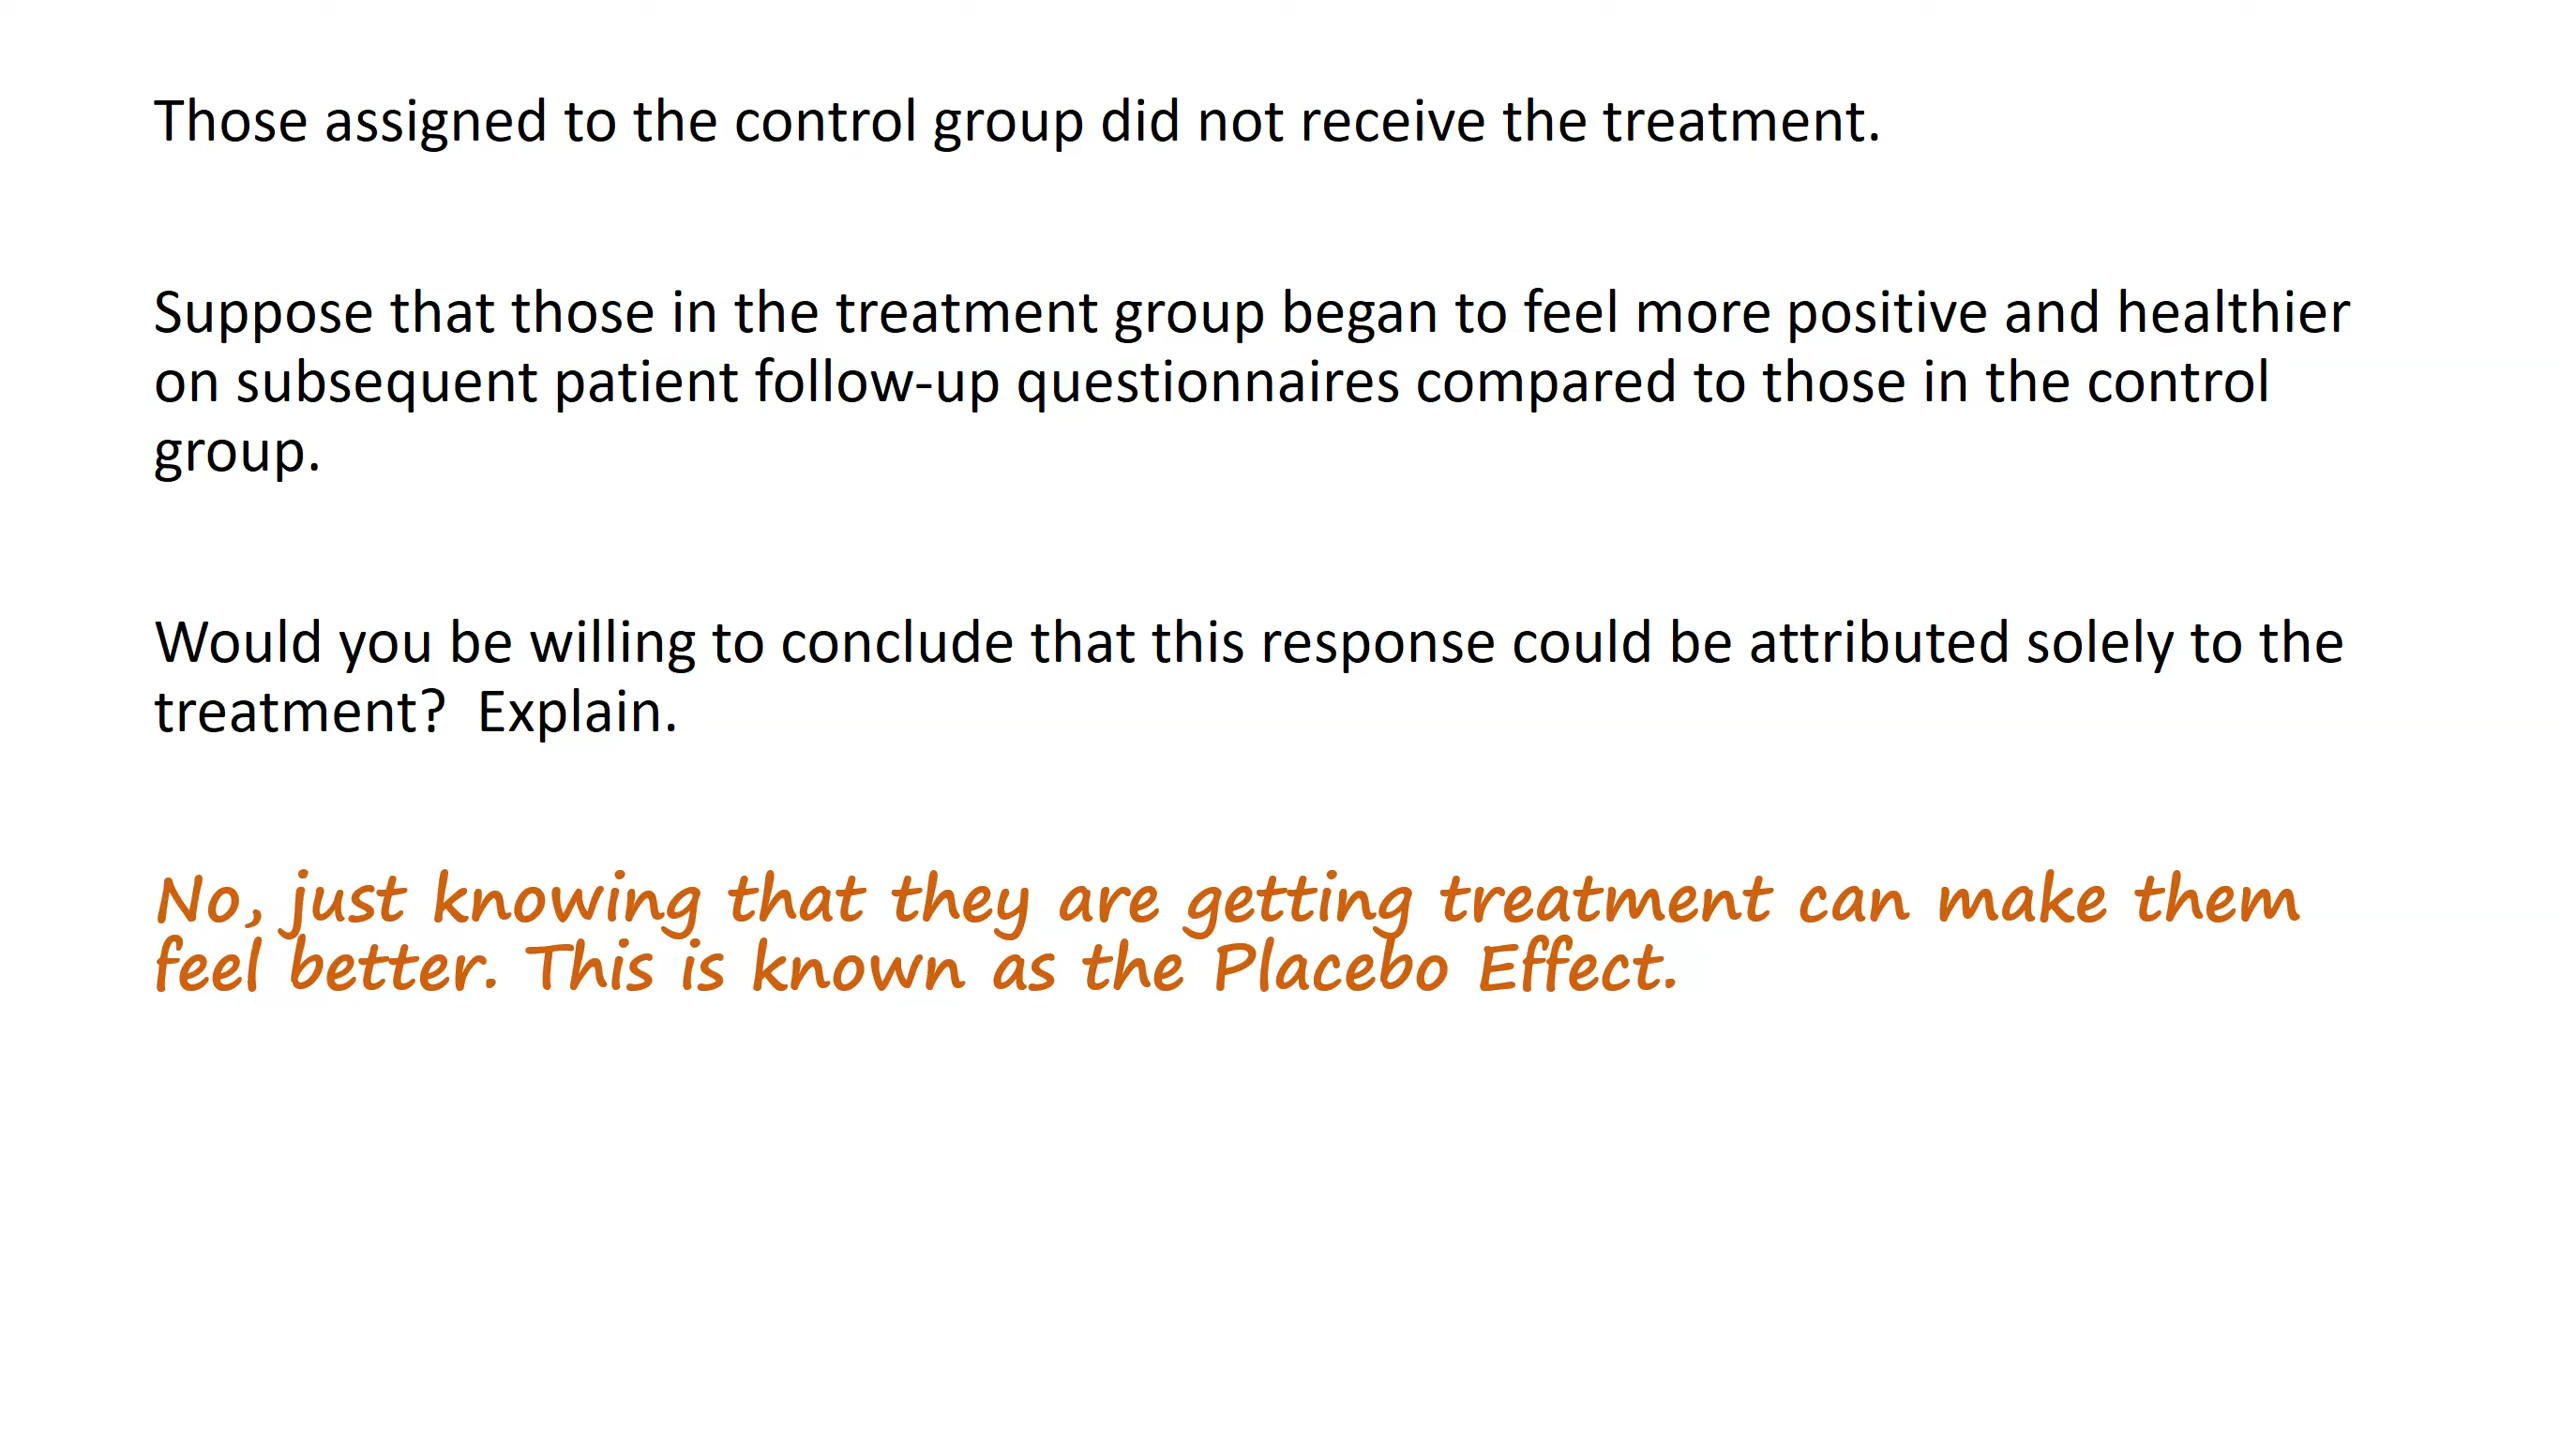 Those assigned to the control group did not receive the treatment.
Suppose that those in the treatment group began to feel more positive and healthier
on subsequent patient follow-up questionnaires compared to those in the control
group.
Would you be willing to conclude that this response could be attributed solely to the
treatment?  Explain.
No, just knowing that they are getting treatment can make them
feel better. This is known as the Placebo Effect.